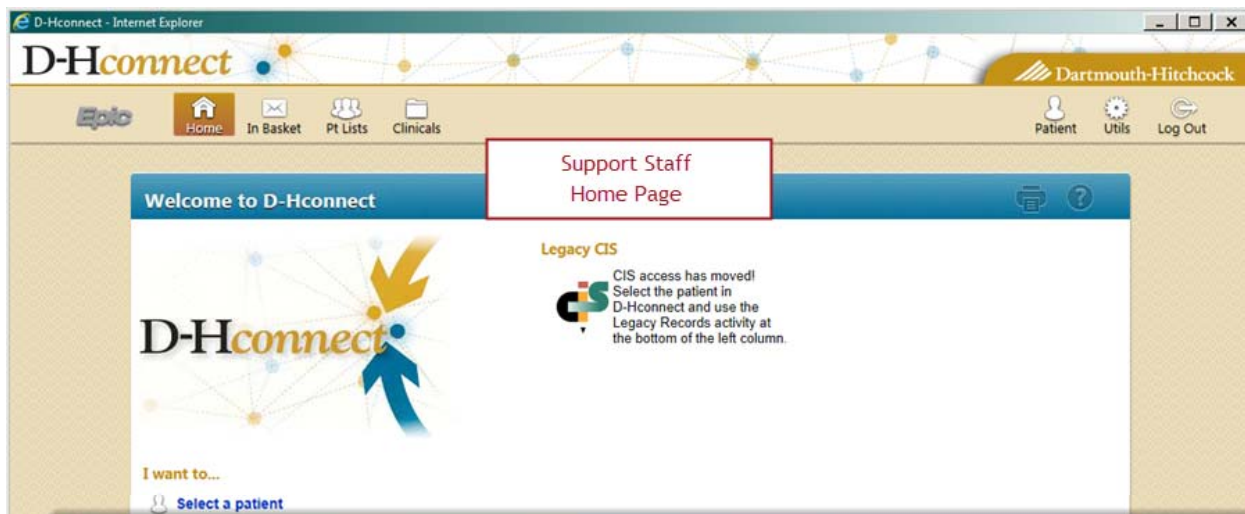 D-Hconnect - Internet Explorer
D-Hconnect
Dartmouth-Hitchcock
Epic
Home
In Basket
Pt Lists
Clinicals
Patient
Utils
Log Out
Support Staff
Home Page
Welcome to D-Hconnect
D-Hconnect
Legacy CIS
CiS
CIS access has moved!
Select the patient in
D-Hconnect and use the
Legacy Records activity at
the bottom of the left column.
I want to...
Select a patient